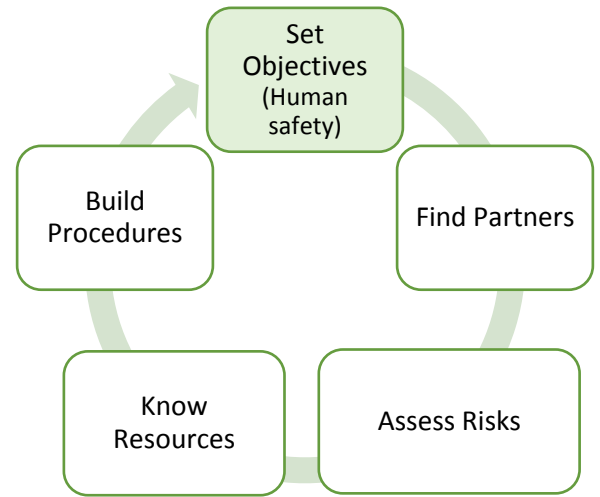 Set
Objectives
(Human
safety)
Find Partners
Assess Risks
Know
Resources
Build
Procedures